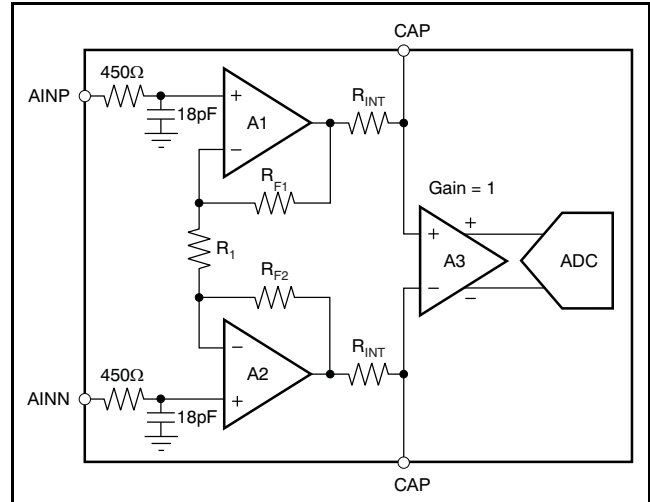 CAP
450Ω
AINP
18pF
+
A1
−
R_INT
R_F1
Gain = 1
R_1
+
+
A3
−
−
ADC
R_F2
−
A2
+
R_INT
450Ω
AINN
18pF
CAP